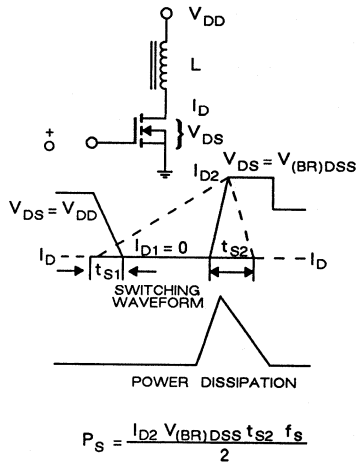 V_DD
L
I_D
+
o
V_DS
I_D2
V_DS = V_(BR)DSS
V_DS = V_DD
I_D
I_D1 = 0
I_D
t_S1
t_S2
SWITCHING
WAVEFORM
POWER DISSIPATION
P_S = I_D2 V_(BR)DSS t_S2 f_s / 2